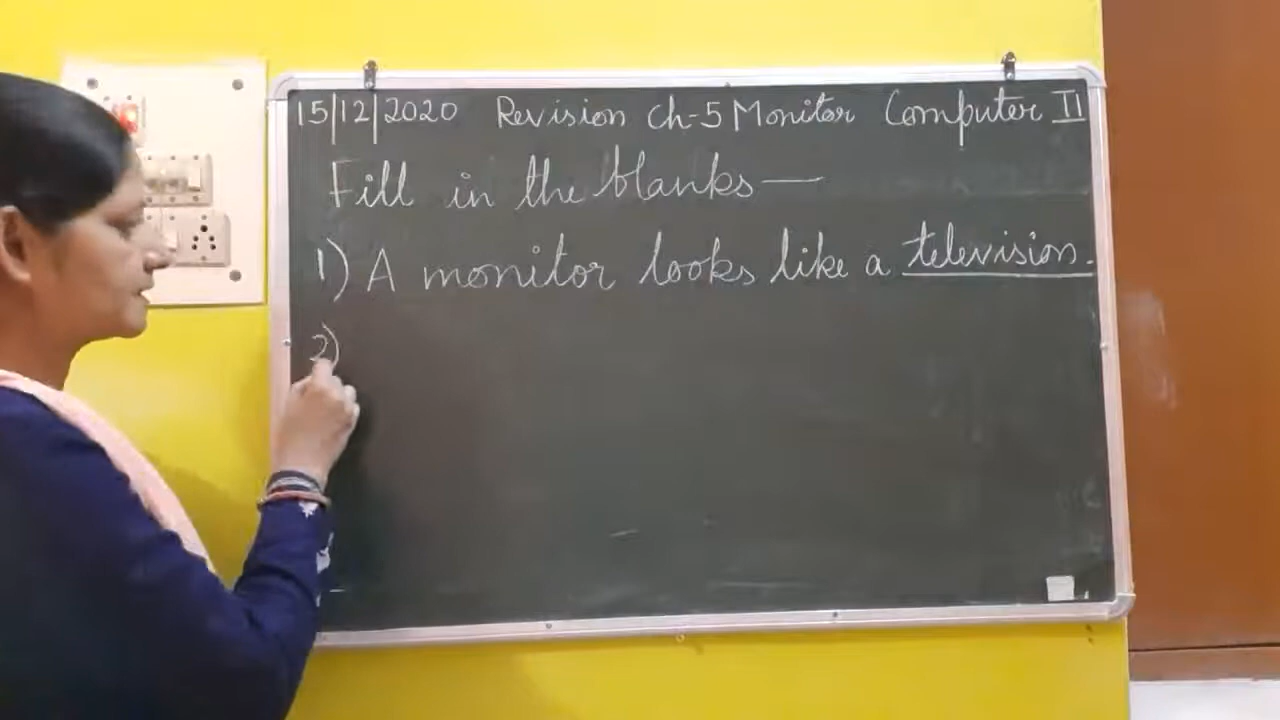 15|12|2020 Revision Ch-5 Monitor Computer II
Fill in the blanks —
1) A monitor looks like a television.
2)